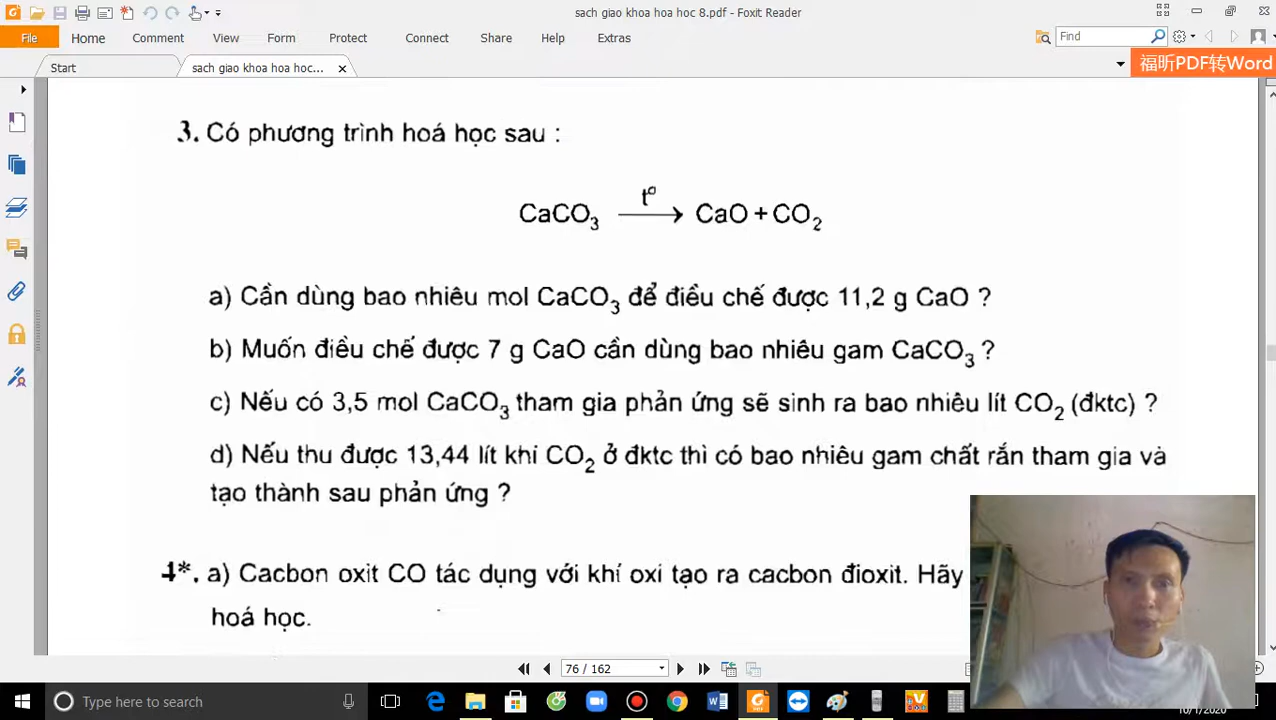 sach giao khoa hoa hoc 8.pdf - Foxit Reader
File Home Comment View Form Protect Connect Share Help Extras Find
Start sach giao khoa hoa hoc... 福昕PDF转Word
3. Có phương trình hoá học sau :
CaCO₃ —tº→ CaO + CO₂
a) Cần dùng bao nhiêu mol CaCO₃ để điều chế được 11,2 g CaO ?
b) Muốn điều chế được 7 g CaO cần dùng bao nhiêu gam CaCO₃ ?
c) Nếu có 3,5 mol CaCO₃ tham gia phản ứng sẽ sinh ra bao nhiêu lít CO₂ (đktc) ?
d) Nếu thu được 13,44 lít khí CO₂ ở đktc thì có bao nhiêu gam chất rắn tham gia và
tạo thành sau phản ứng ?
4*. a) Cacbon oxit CO tác dụng với khí oxi tạo ra cacbon đioxit. Hãy
hoá học.
76 / 162
Type here to search
10/1/2020